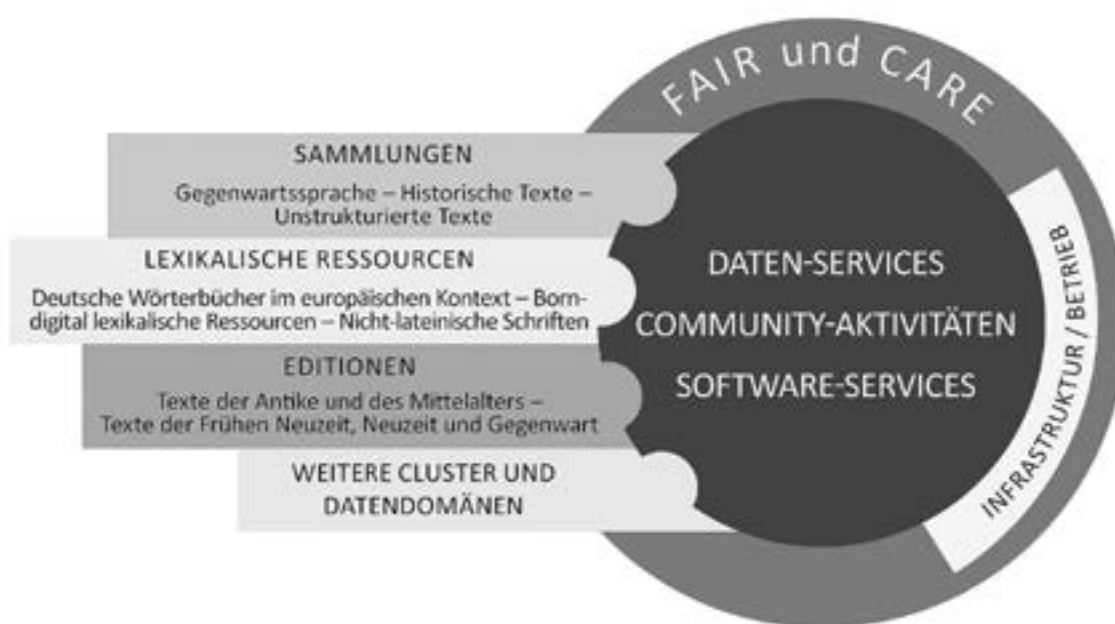 FAIR und CARE
SAMMLUNGEN
Gegenwartssprache – Historische Texte –
Unstrukturierte Texte
LEXIKALISCHE RESSOURCEN
Deutsche Wörterbücher im europäischen Kontext – Born-
digital lexikalische Ressourcen – Nicht-lateinische Schriften
EDITIONEN
Texte der Antike und des Mittelalters –
Texte der Frühen Neuzeit, Neuzeit und Gegenwart
WEITERE CLUSTER UND
DATENDOMÄNEN
DATEN-SERVICES
COMMUNITY-AKTIVITÄTEN
SOFTWARE-SERVICES
INFRASTRUKTUR / BETRIEB